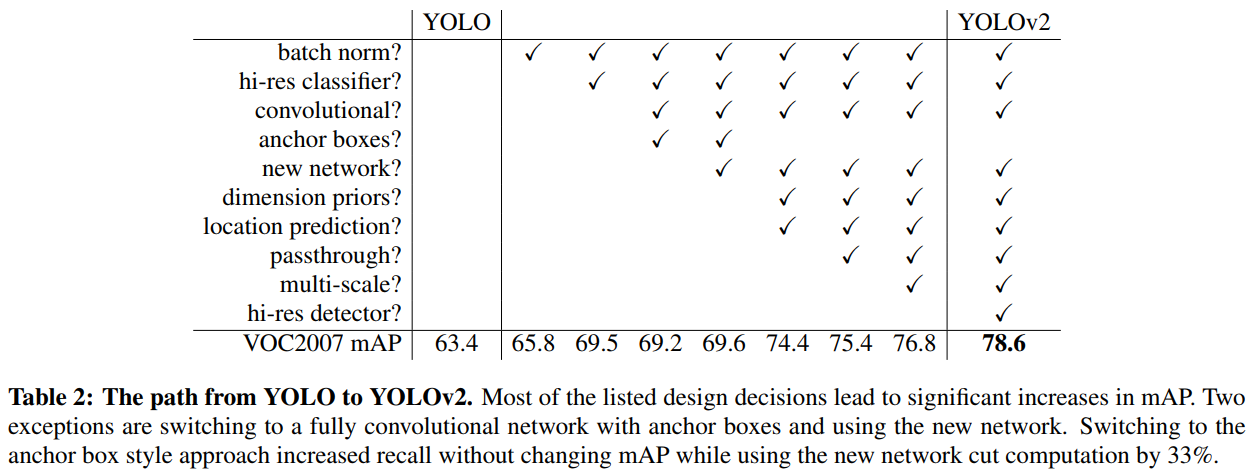 YOLO YOLOv2
batch norm? ✓ ✓ ✓ ✓ ✓ ✓ ✓ ✓
hi-res classifier? ✓ ✓ ✓ ✓ ✓ ✓ ✓
convolutional? ✓ ✓ ✓ ✓ ✓ ✓
anchor boxes? ✓ ✓
new network? ✓ ✓ ✓ ✓ ✓
dimension priors? ✓ ✓ ✓ ✓
location prediction? ✓ ✓ ✓ ✓
passthrough? ✓ ✓ ✓
multi-scale? ✓ ✓
hi-res detector? ✓
VOC2007 mAP 63.4 65.8 69.5 69.2 69.6 74.4 75.4 76.8 78.6
Table 2: The path from YOLO to YOLOv2. Most of the listed design decisions lead to significant increases in mAP. Two
exceptions are switching to a fully convolutional network with anchor boxes and using the new network. Switching to the
anchor box style approach increased recall without changing mAP while using the new network cut computation by 33%.